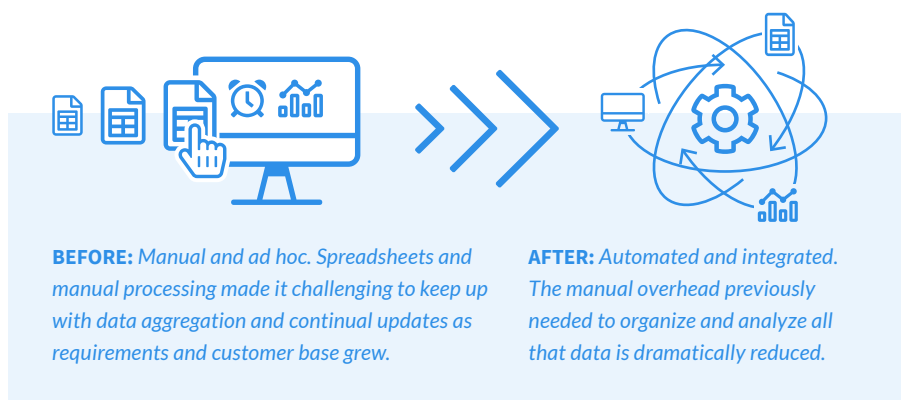 BEFORE: Manual and ad hoc. Spreadsheets and
manual processing made it challenging to keep up
with data aggregation and continual updates as
requirements and customer base grew.
AFTER: Automated and integrated.
The manual overhead previously
needed to organize and analyze all
that data is dramatically reduced.